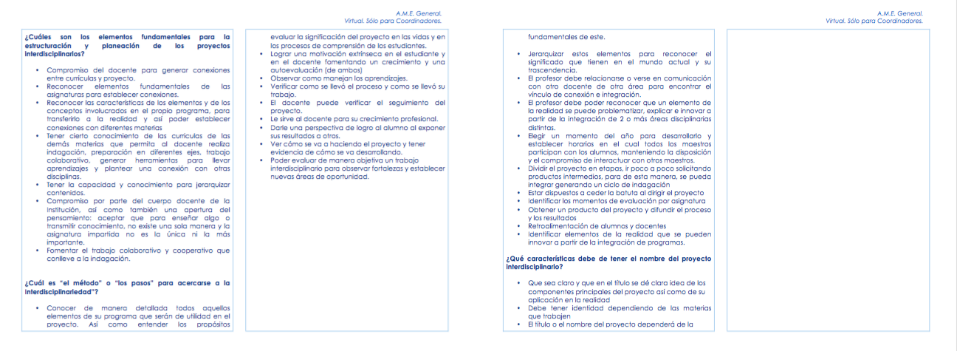 A.M.E. General.
Virtual. Sólo para Coordinadores.
¿Cuáles son los elementos fundamentales para la
estructuración y planeación de los proyectos
interdisciplinarios?
• Compromiso del docente para generar conexiones
entre currículas y proyecto.
• Reconocer elementos fundamentales de las
asignaturas para establecer conexiones.
• Reconocer las características de los elementos y de los
conceptos involucrados en el propio programa, para
transferirlo a la realidad y así poder establecer
conexiones con diferentes materias
• Tener cierto conocimiento de las currículas de las
demás materias que permita al docente realiza
indagación, preparación en diferentes ejes, trabajo
colaborativo, generar herramientas para llevar
aprendizajes y plantear una conexión con otras
disciplinas.
• Tener la capacidad y conocimiento para jerarquizar
contenidos.
• Compromiso por parte del cuerpo docente de la
Institución, así como también una apertura del
pensamiento: aceptar que para enseñar algo o
transmitir conocimiento, no existe una sola manera y la
asignatura impartida no es la única ni la más
importante.
• Fomentar el trabajo colaborativo y cooperativo que
conlleve a la indagación.
¿Cuál es "el método" o "los pasos" para acercarse a la
interdisciplinariedad"?
• Conocer de manera detallada todos aquellos
elementos de su programa que serán de utilidad en el
proyecto. Así como entender los propósitos
evaluar la significación del proyecto en las vidas y en
los procesos de comprensión de los estudiantes.
• Lograr una motivación extrínseca en el estudiante y
en el docente fomentando un crecimiento y una
autoevaluación (de ambos)
• Observar como manejan los aprendizajes.
• Verificar como se llevó el proceso y como se llevó su
trabajo.
• El docente puede verificar el seguimiento del
proyecto.
• Le sirve al docente para su crecimiento profesional.
• Darle una perspectiva de logro al alumno al exponer
sus resultados a otros.
• Ver cómo se va a haciendo el proyecto y tener
evidencia de cómo se va desarrollando.
• Poder evaluar de manera objetiva un trabajo
interdisciplinario para observar fortalezas y establecer
nuevas áreas de oportunidad.
A.M.E. General.
Virtual. Sólo para Coordinadores.
fundamentales de este.
• Jerarquizar estos elementos para reconocer el
significado que tienen en el mundo actual y su
trascendencia.
• El profesor debe relacionarse o verse en comunicación
con otro docente de otra área para encontrar el
vínculo de conexión e integración.
• El profesor debe poder reconocer que un elemento de
la realidad se puede problematizar, explicar e innovar a
partir de la integración de 2 o más áreas disciplinarias
distintas.
• Elegir un momento del año para desarrollarlo y
establecer horarios en el cual todos los maestros
participan con los alumnos, manteniendo la disposición
y el compromiso de interactuar con otros maestros.
• Dividir el proyecto en etapas, ir poco a poco solicitando
productos intermedios, para de esta manera, se pueda
integrar generando un ciclo de indagación
• Estar dispuestos a ceder la batuta al dirigir el proyecto
• Identificar los momentos de evaluación por asignatura
• Obtener un producto del proyecto y difundir el proceso
y los resultados
• Retroalimentación de alumnos y docentes
• Identificar elementos de la realidad que se pueden
innovar a partir de la integración de programas.
¿Qué características debe de tener el nombre del proyecto
interdisciplinario?
• Que sea claro y que en el título se dé clara idea de los
componentes principales del proyecto así como de su
aplicación en la realidad
• Debe tener identidad dependiendo de las materias
que trabajen
• El título o el nombre del proyecto dependerá de la